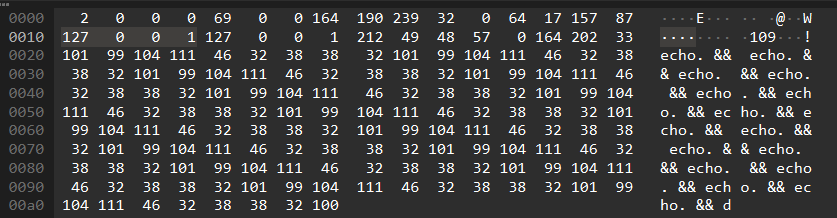 0000 2 0 0 0 69 0 0 164 190 239 32 0 64 17 157 87 ····E··· ·· ·@··W
0010 127 0 0 1 127 0 0 1 212 49 48 57 0 164 202 33 ········ ·109···!
0020 101 99 104 111 46 32 38 38 32 101 99 104 111 46 32 38 echo. && echo. &
0030 38 32 101 99 104 111 46 32 38 38 32 101 99 104 111 46 & echo. && echo.
0040 32 38 38 32 101 99 104 111 46 32 38 38 32 101 99 104 && echo . && ech
0050 111 46 32 38 38 32 101 99 104 111 46 32 38 38 32 101 o. && ec ho. && e
0060 99 104 111 46 32 38 38 32 101 99 104 111 46 32 38 38 cho. && echo. &&
0070 32 101 99 104 111 46 32 38 38 32 101 99 104 111 46 32 echo. & & echo.
0080 38 38 32 101 99 104 111 46 32 38 38 32 101 99 104 111 && echo. && echo
0090 46 32 38 38 32 101 99 104 111 46 32 38 38 32 101 99 . && ech o. && ec
00a0 104 111 46 32 38 38 32 100 ho. && d